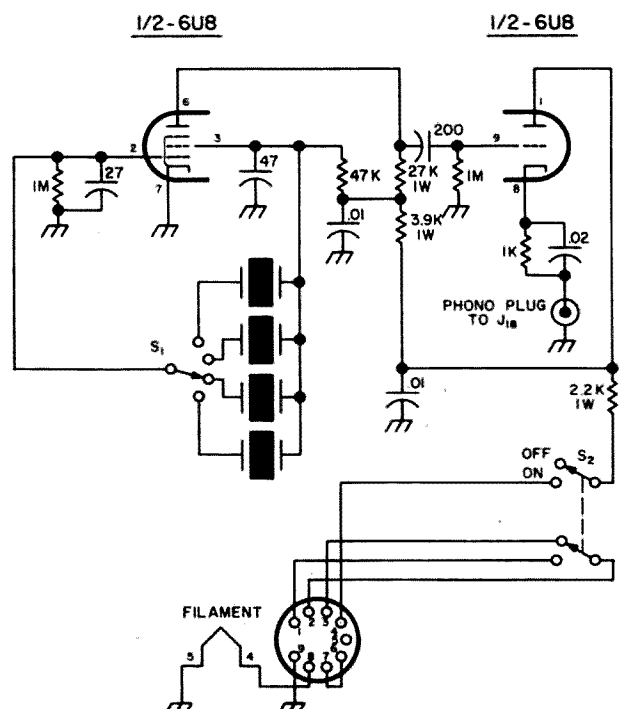 1/2-6U8
1/2-6U8
6
1
2
3
7
9
8
200
47
47K
27K
1W
1M
27
1M
.01
3.9K
1W
1K
.02
PHONO PLUG
TO J18
S1
.01
2.2K
1W
OFF
ON
S2
FILAMENT
5
4
1
2
3
4
5
6
7
8
9